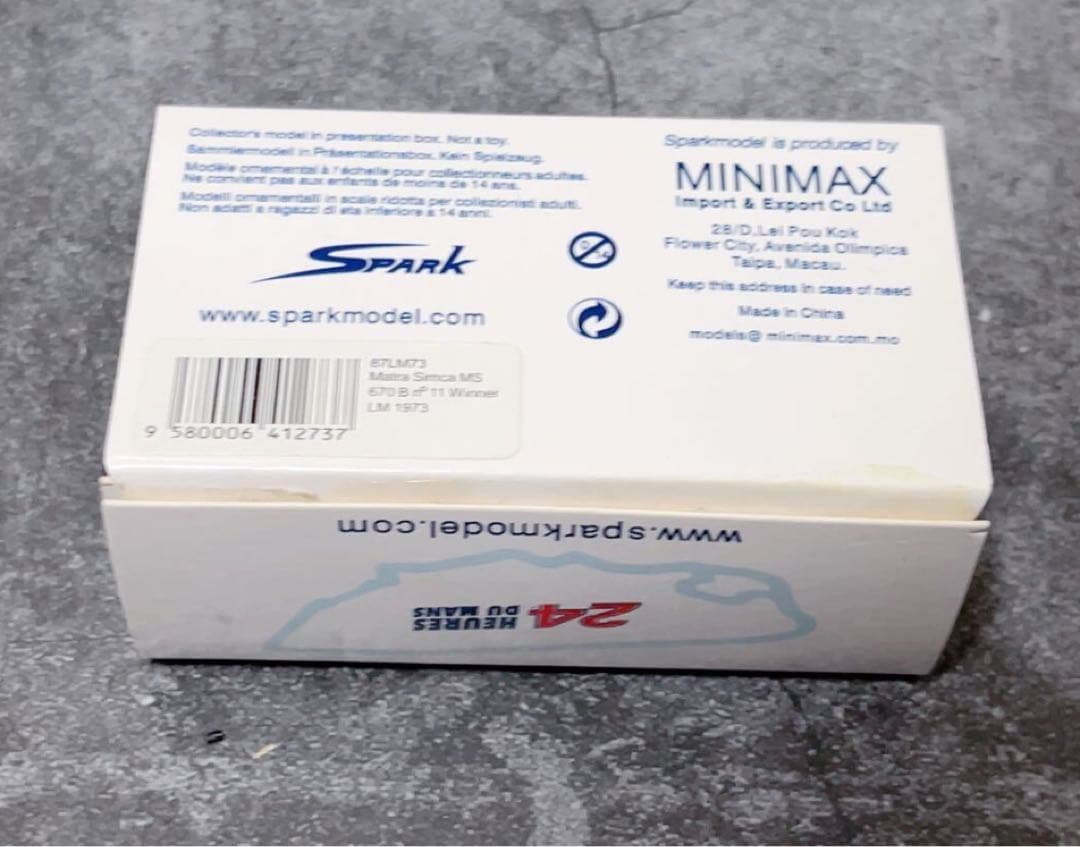 Collector's model in presentation box. Not a toy.
Sammlermodell in Präsentationsbox. Kein Spielzeug.
Modèle ornemental à l'échelle pour collectionneurs adultes.
Ne convient pas aux enfants de moins de 14 ans.
Modelli ornamentali in scale ridotta per collezionisti adulti.
Non adatti a ragazzi di eta inferiore a 14 anni.
SPARK
www.sparkmodel.com
87LM73
Matra Simca MS
670 B nº 11 Winner
LM 1973
9 580006 412737
Sparkmodel is produced by
MINIMAX
Import & Export Co Ltd
28/D,Lei Pou Kok
Flower City, Avenida Olimpica
Taipa, Macau.
Keep this address in case of need
Made in China
models@minimax.com.mo
www.sparkmodel.com
24 HEURES
DU MANS